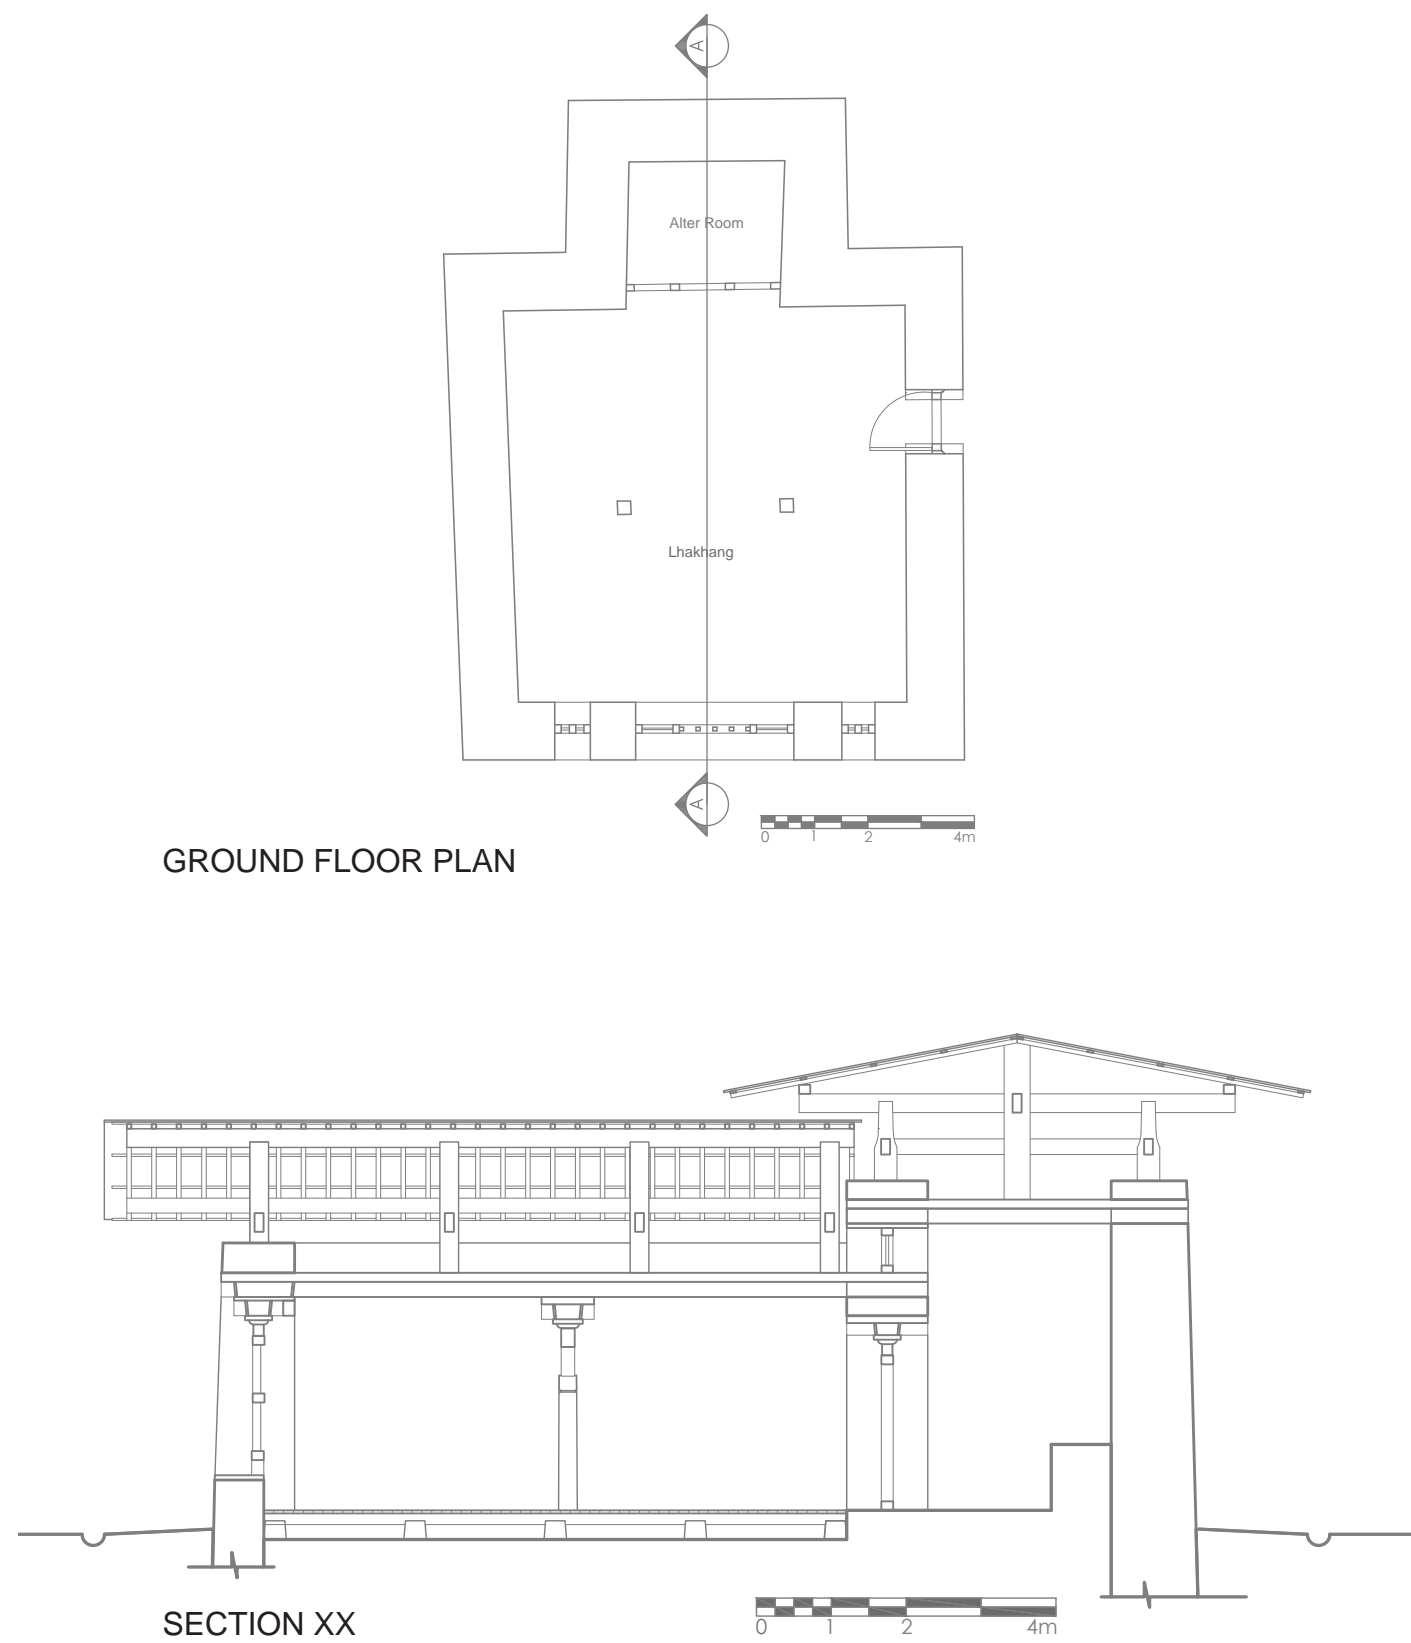 A
Alter Room
Lhakhang
A
0 1 2 4m
GROUND FLOOR PLAN
0 1 2 4m
SECTION XX